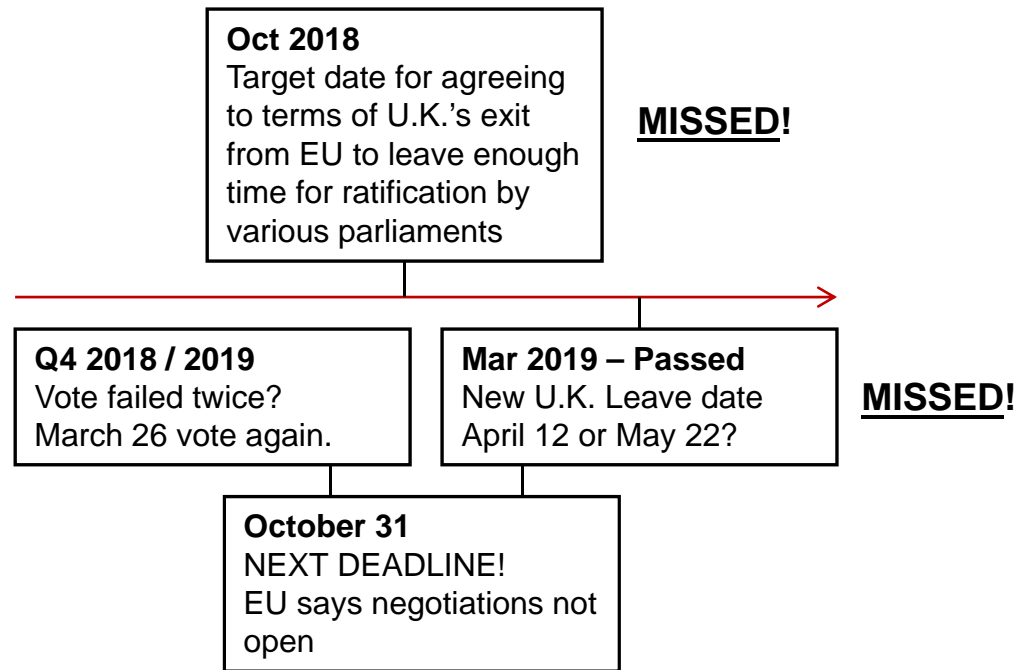 Oct 2018
Target date for agreeing
to terms of U.K.’s exit
from EU to leave enough
time for ratification by
various parliaments
MISSED!
Q4 2018 / 2019
Vote failed twice?
March 26 vote again.
Mar 2019 – Passed
New U.K. Leave date
April 12 or May 22?
MISSED!
October 31
NEXT DEADLINE!
EU says negotiations not
open